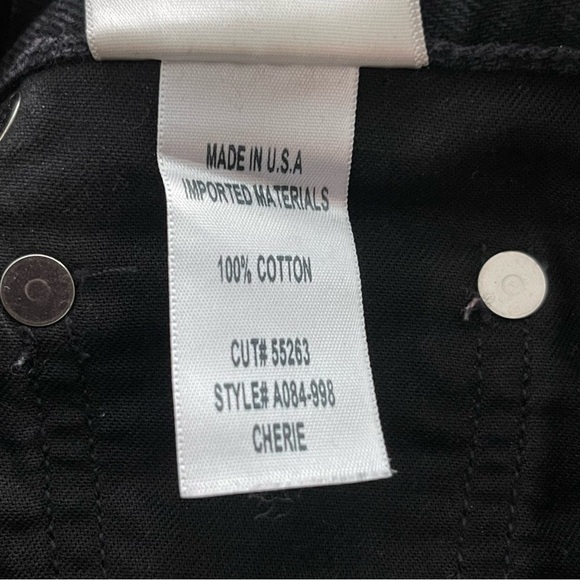 MADE IN U.S.A
IMPORTED MATERIALS
100% COTTON
CUT# 55263
STYLE# A084-998
CHERIE